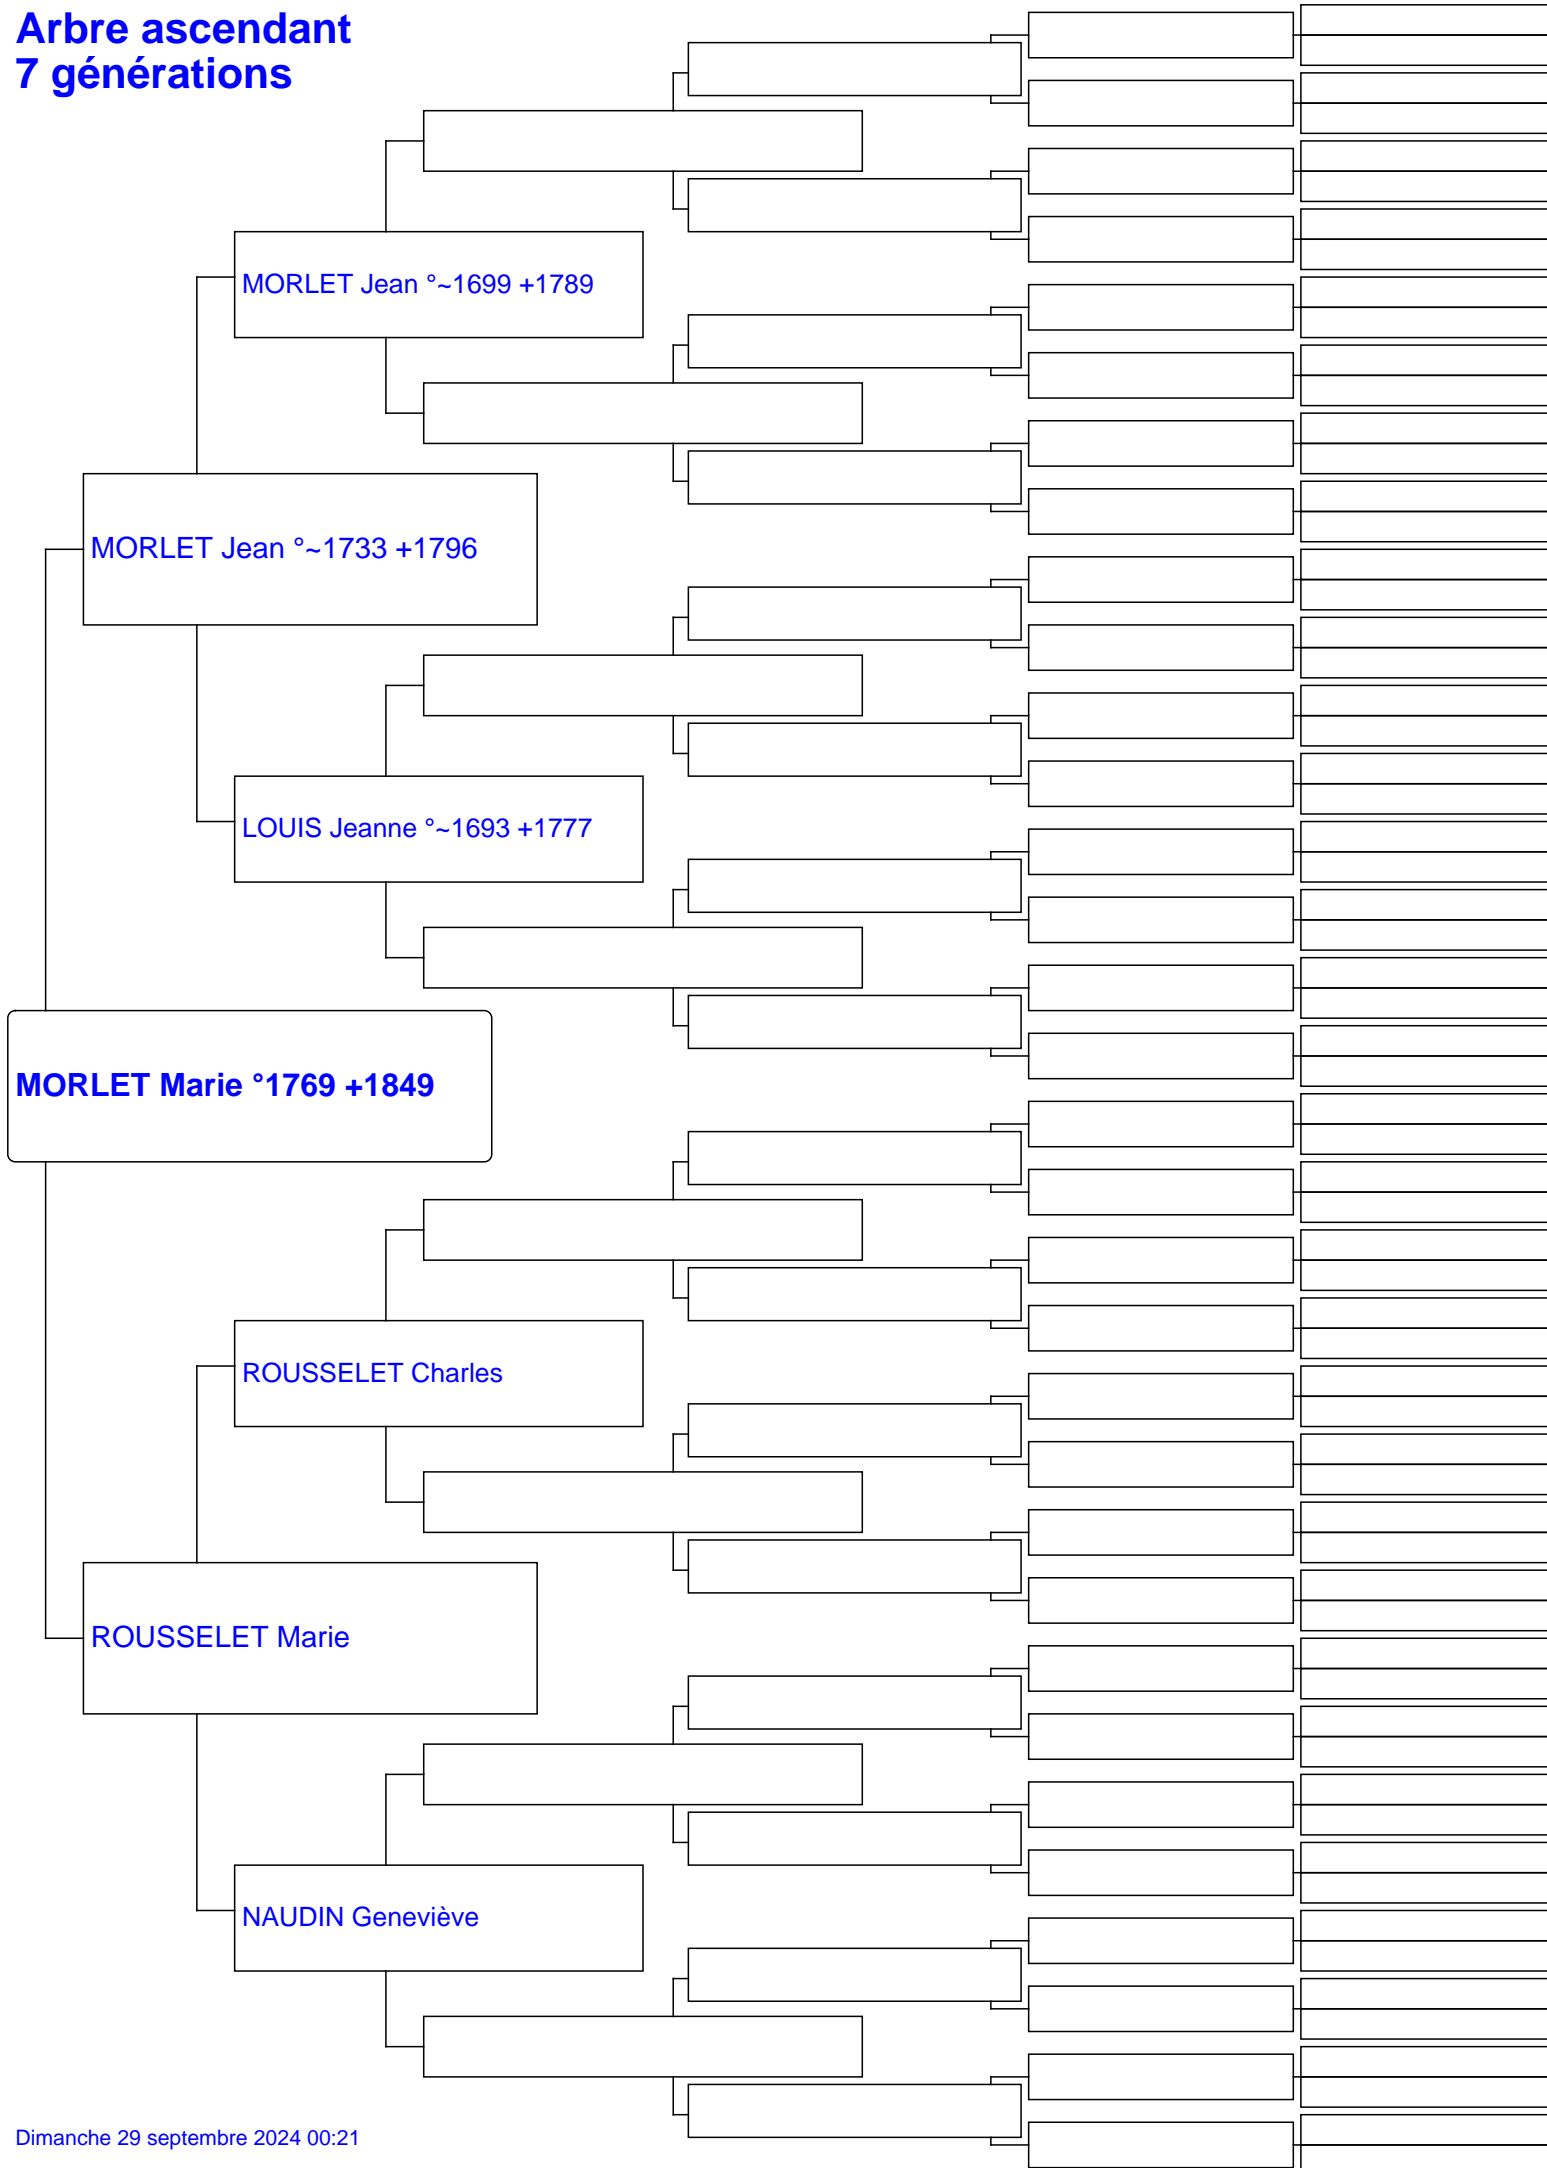 Arbre ascendant
7 générations
MORLET Jean °~1699 +1789
MORLET Jean °~1733 +1796
LOUIS Jeanne °~1693 +1777
MORLET Marie °1769 +1849
ROUSSELET Charles
ROUSSELET Marie
NAUDIN Geneviève
Dimanche 29 septembre 2024 00:21